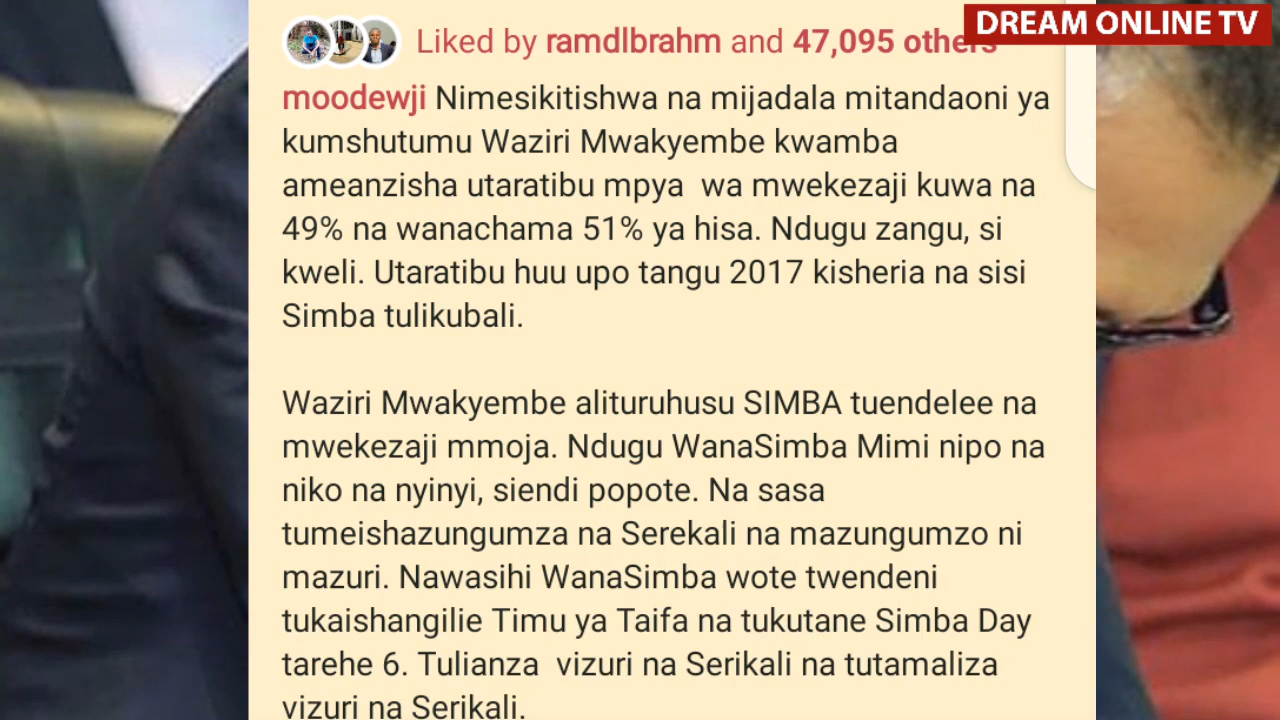 DREAM ONLINE TV
Liked by ramdlbrahm and 47,095 others
moodewji Nimesikitishwa na mijadala mitandaoni ya
kumshutumu Waziri Mwakyembe kwamba
ameanzisha utaratibu mpya wa mwekezaji kuwa na
49% na wanachama 51% ya hisa. Ndugu zangu, si
kweli. Utaratibu huu upo tangu 2017 kisheria na sisi
Simba tulikubali.
Waziri Mwakyembe alituruhusu SIMBA tuendelee na
mwekezaji mmoja. Ndugu WanaSimba Mimi nipo na
niko na nyinyi, siendi popote. Na sasa
tumeishazungumza na Serekali na mazungumzo ni
mazuri. Nawasihi WanaSimba wote twendeni
tukaishangilie Timu ya Taifa na tukutane Simba Day
tarehe 6. Tulianza vizuri na Serikali na tutamaliza
vizuri na Serikali.